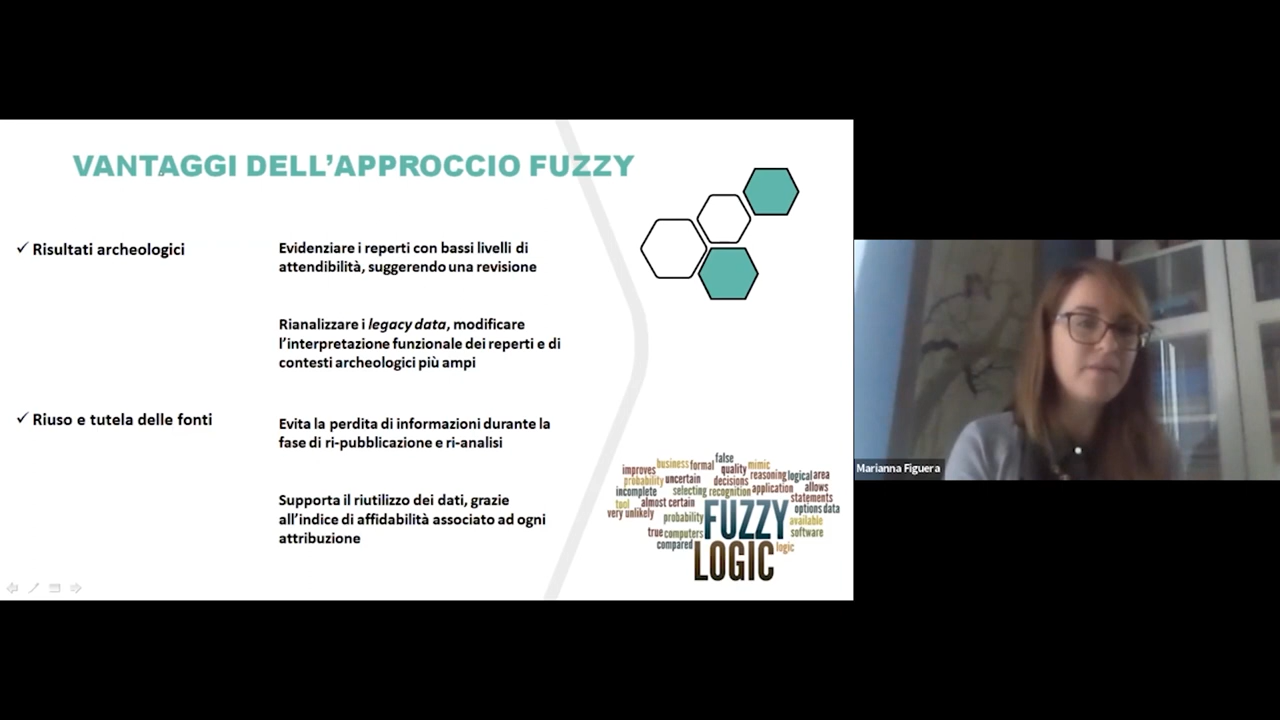 VANTAGGI DELL'APPROCCIO FUZZY
✓ Risultati archeologici
Evidenziare i reperti con bassi livelli di
attendibilità, suggerendo una revisione
Rianalizzare i legacy data, modificare
l'interpretazione funzionale dei reperti e di
contesti archeologici più ampi
✓ Riuso e tutela delle fonti
Evita la perdita di informazioni durante la
fase di ri-pubblicazione e ri-analisi
Supporta il riutilizzo dei dati, grazie
all'indice di affidabilità associato ad ogni
attribuzione
false
improves business formal quality mimic
probability uncertain decisions reasoning logical area
incomplete selecting recognition application allows
tool almost certain statements
very unlikely probability FUZZY options data
available
true computers software
compared LOGIC logic
Marianna Figuera